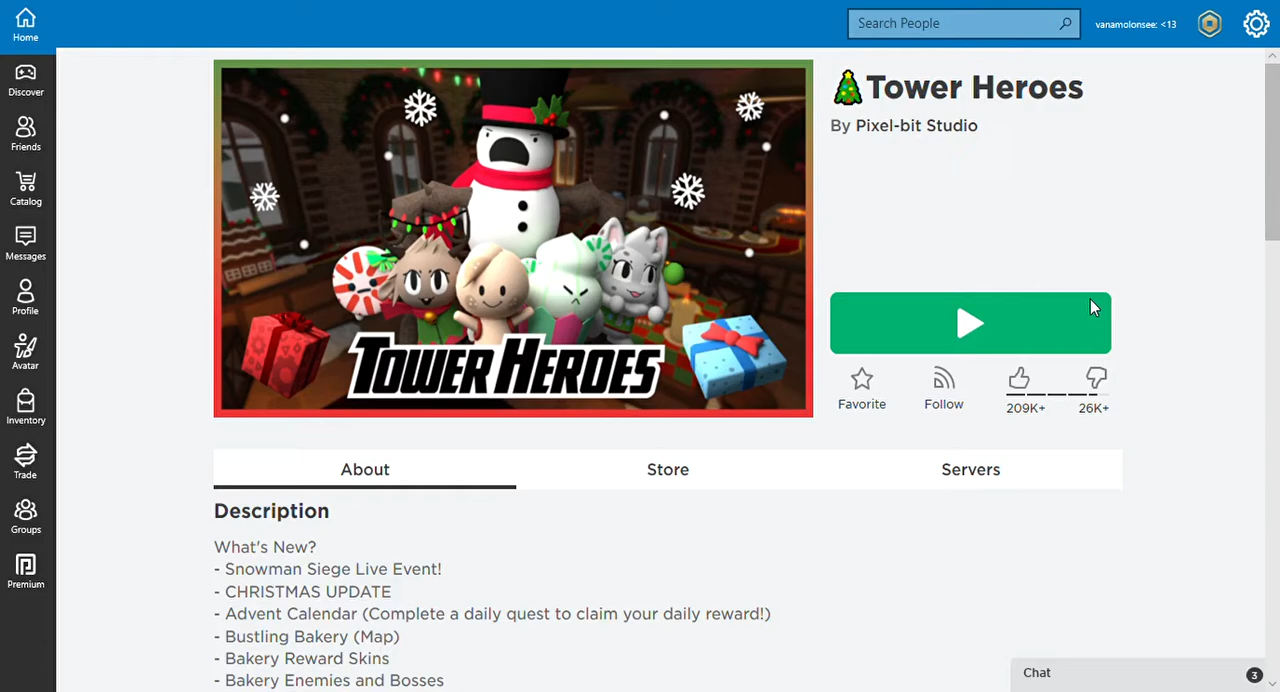 Home
Search People
vanamolonsee: <13
Discover
Friends
Catalog
Messages
Profile
Avatar
Inventory
Trade
Groups
Premium
TOWER HEROES
🎄Tower Heroes
By Pixel-bit Studio
Favorite
Follow
209K+
26K+
About
Store
Servers
Description
What's New?
- Snowman Siege Live Event!
- CHRISTMAS UPDATE
- Advent Calendar (Complete a daily quest to claim your daily reward!)
- Bustling Bakery (Map)
- Bakery Reward Skins
- Bakery Enemies and Bosses
Chat
3